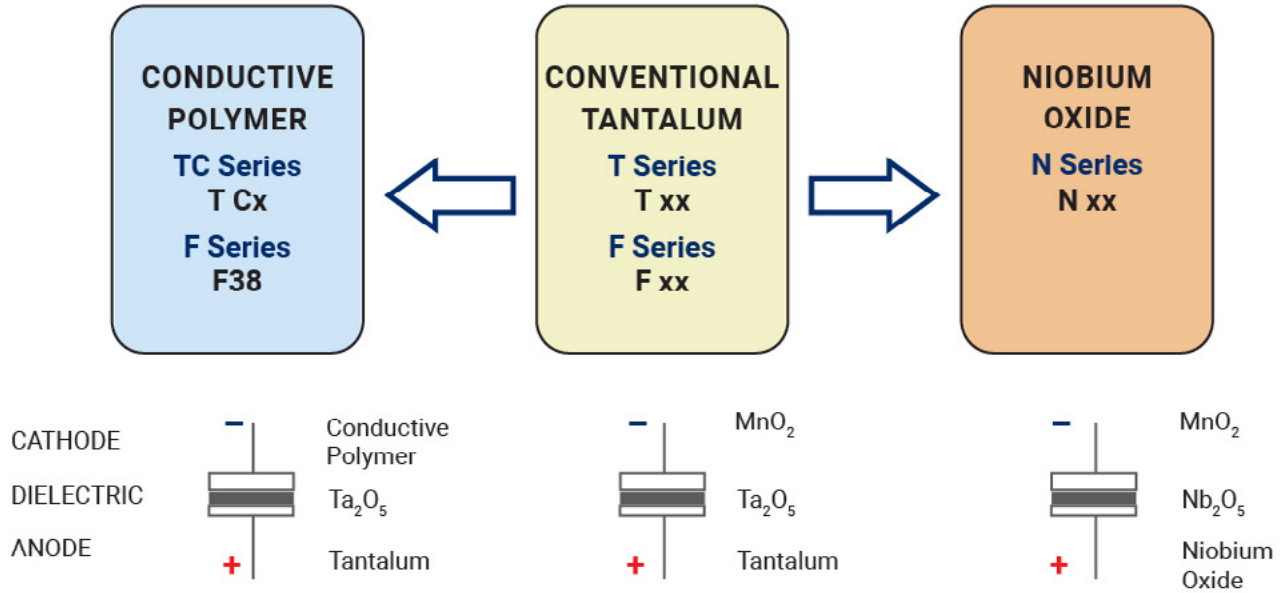 CONDUCTIVE
POLYMER
TC Series
T Cx
F Series
F38
CONVENTIONAL
TANTALUM
T Series
T xx
F Series
F xx
NIOBIUM
OXIDE
N Series
N xx
CATHODE
DIELECTRIC
ANODE
−
Conductive
Polymer
Ta₂O₅
+
Tantalum
−
MnO₂
Ta₂O₅
+
Tantalum
−
MnO₂
Nb₂O₅
+
Niobium
Oxide